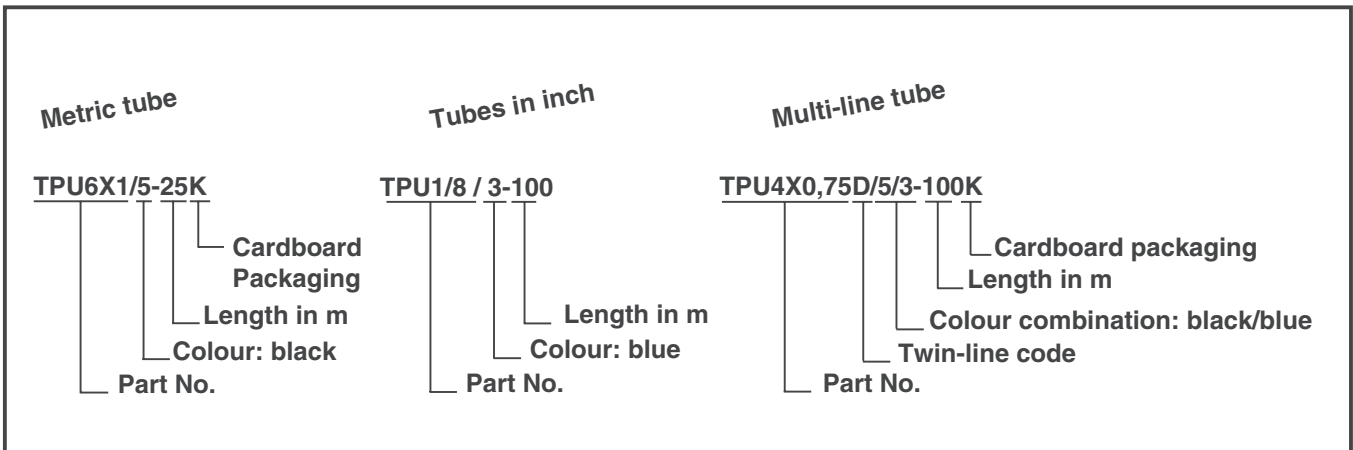 Metric tube
TPU6X1/5-25K
Cardboard
Packaging
Length in m
Colour: black
Part No.
Tubes in inch
TPU1/8 / 3-100
Length in m
Colour: blue
Part No.
Multi-line tube
TPU4X0,75D/5/3-100K
Cardboard packaging
Length in m
Colour combination: black/blue
Twin-line code
Part No.